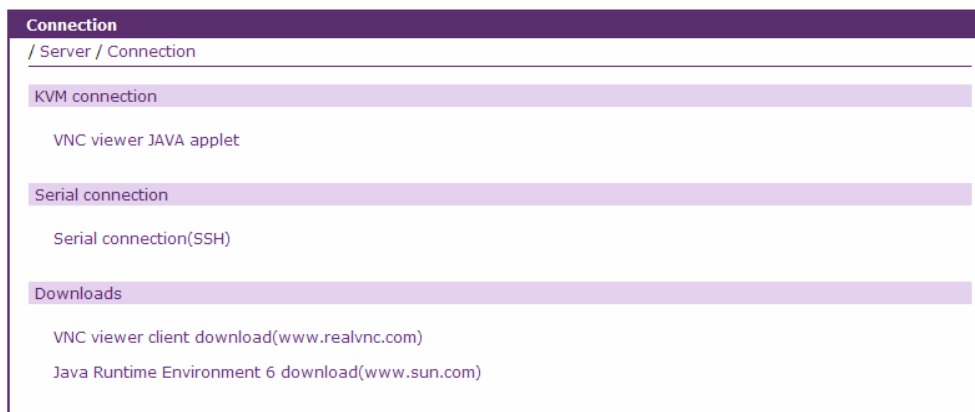 Connection
/ Server / Connection
KVM connection
VNC viewer JAVA applet
Serial connection
Serial connection(SSH)
Downloads
VNC viewer client download(www.realvnc.com)
Java Runtime Environment 6 download(www.sun.com)